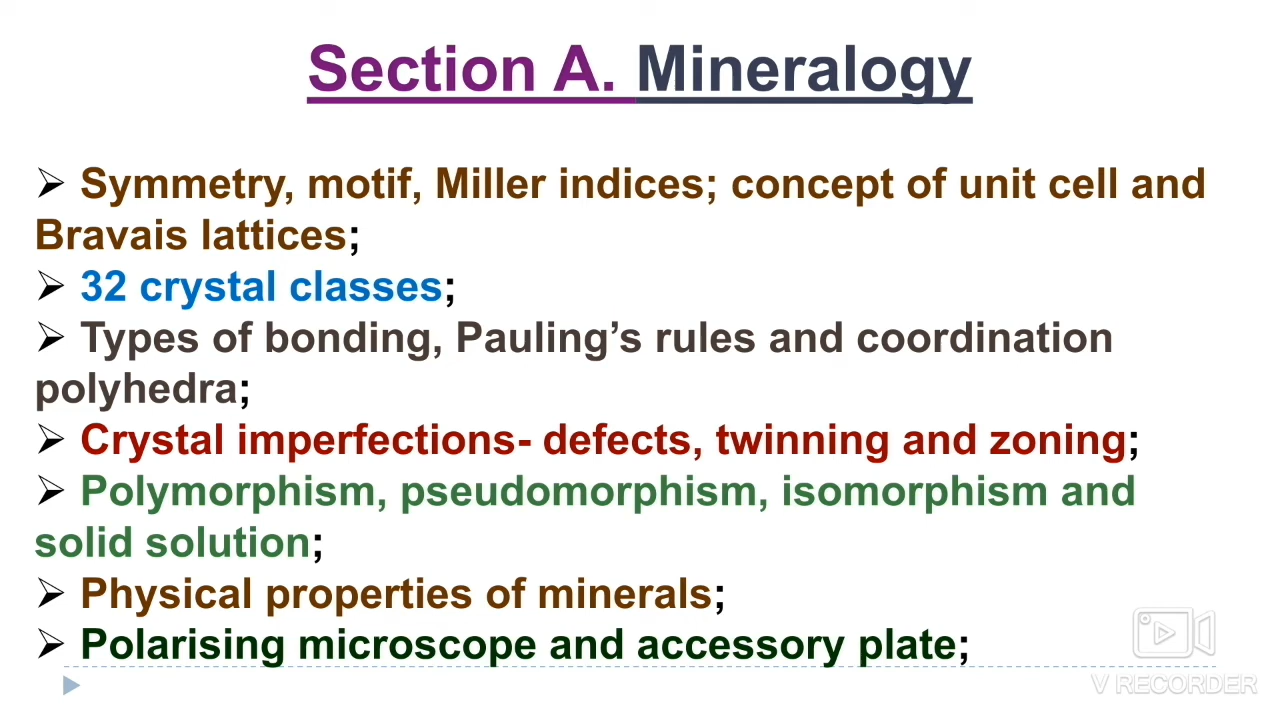 Section A. Mineralogy
➢ Symmetry, motif, Miller indices; concept of unit cell and
Bravais lattices;
➢ 32 crystal classes;
➢ Types of bonding, Pauling’s rules and coordination
polyhedra;
➢ Crystal imperfections- defects, twinning and zoning;
➢ Polymorphism, pseudomorphism, isomorphism and
solid solution;
➢ Physical properties of minerals;
➢ Polarising microscope and accessory plate;
V RECORDER